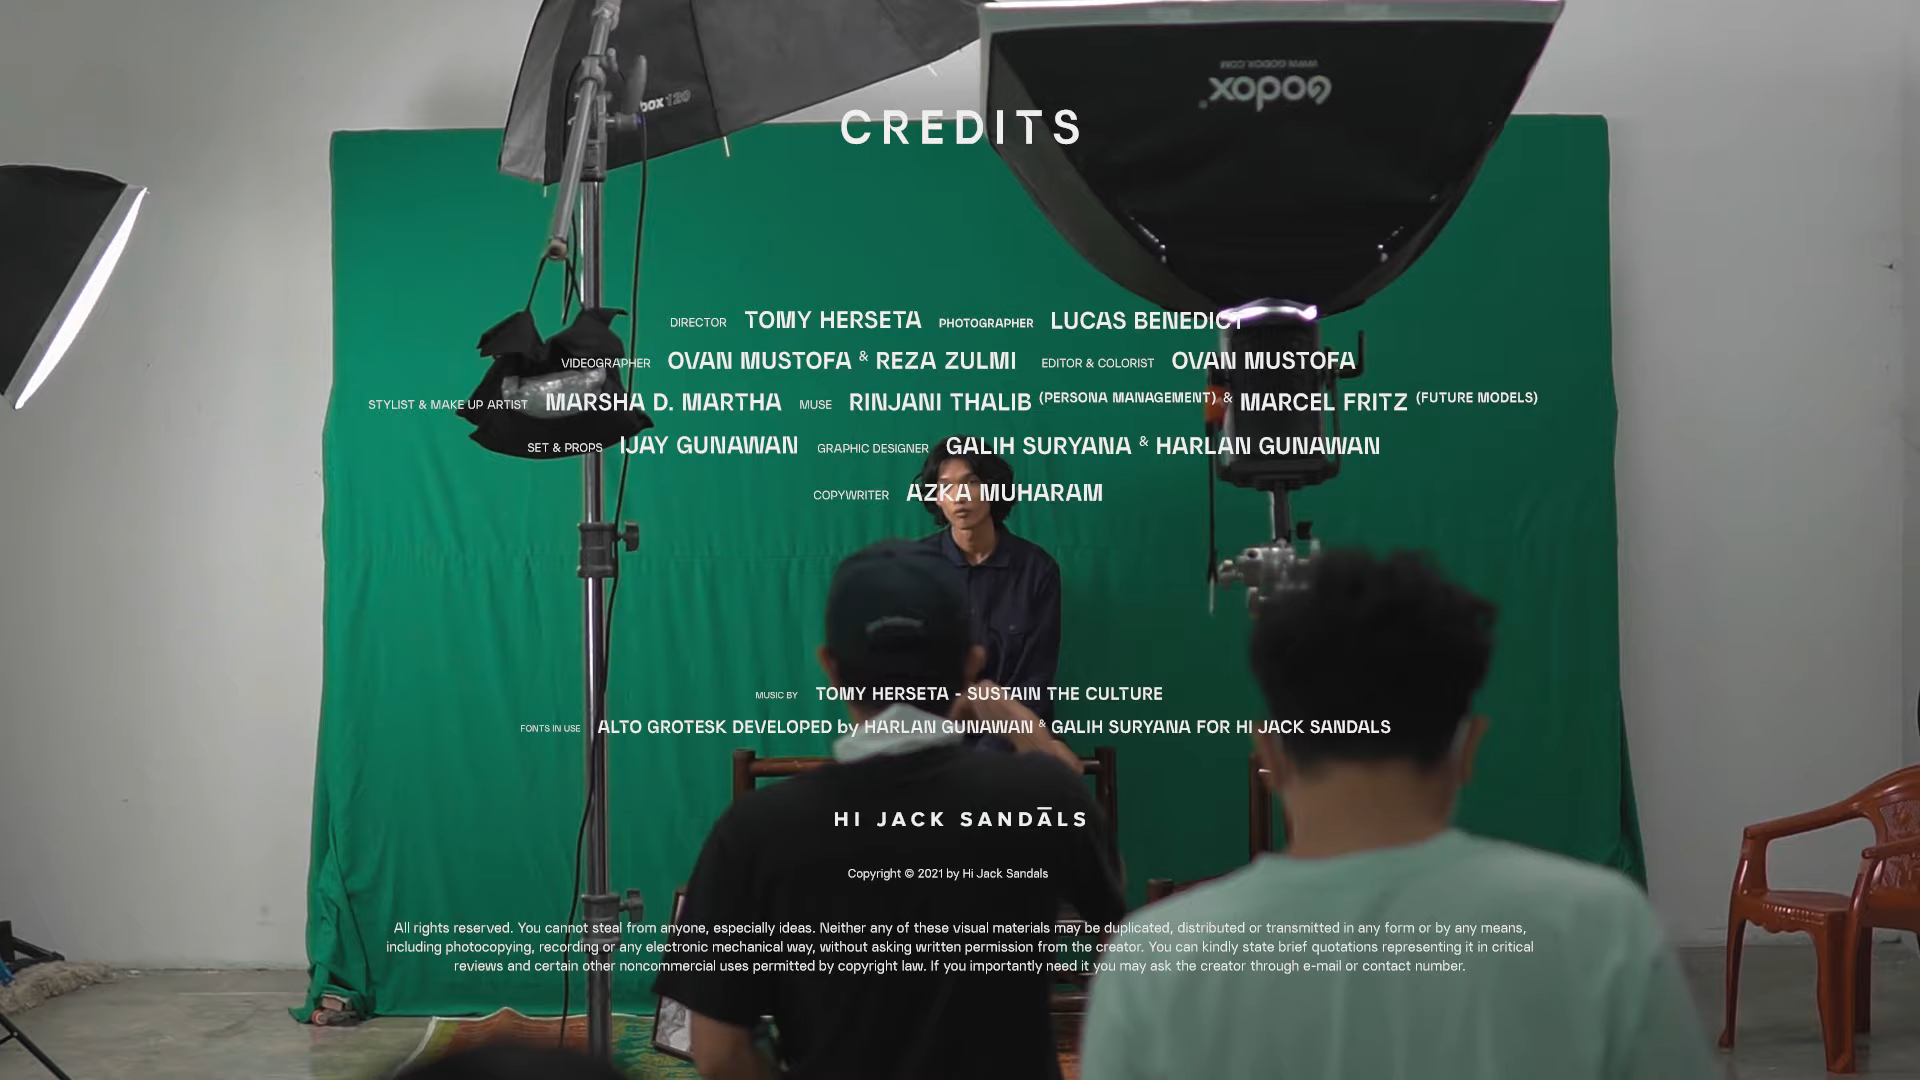 box 120
Godox
WWW.GODOX.COM
CREDITS
DIRECTOR TOMY HERSETA PHOTOGRAPHER LUCAS BENEDICT
VIDEOGRAPHER OVAN MUSTOFA & REZA ZULMI EDITOR & COLORIST OVAN MUSTOFA
STYLIST & MAKE UP ARTIST MARSHA D. MARTHA MUSE RINJANI THALIB (PERSONA MANAGEMENT) & MARCEL FRITZ (FUTURE MODELS)
SET & PROPS IJAY GUNAWAN GRAPHIC DESIGNER GALIH SURYANA & HARLAN GUNAWAN
COPYWRITER AZKA MUHARAM
MUSIC BY TOMY HERSETA - SUSTAIN THE CULTURE
FONTS IN USE ALTO GROTESK DEVELOPED by HARLAN GUNAWAN & GALIH SURYANA FOR HI JACK SANDALS
HI JACK SANDĀLS
Copyright © 2021 by Hi Jack Sandals
All rights reserved. You cannot steal from anyone, especially ideas. Neither any of these visual materials may be duplicated, distributed or transmitted in any form or by any means,
including photocopying, recording or any electronic mechanical way, without asking written permission from the creator. You can kindly state brief quotations representing it in critical
reviews and certain other noncommercial uses permitted by copyright law. If you importantly need it you may ask the creator through e-mail or contact number.